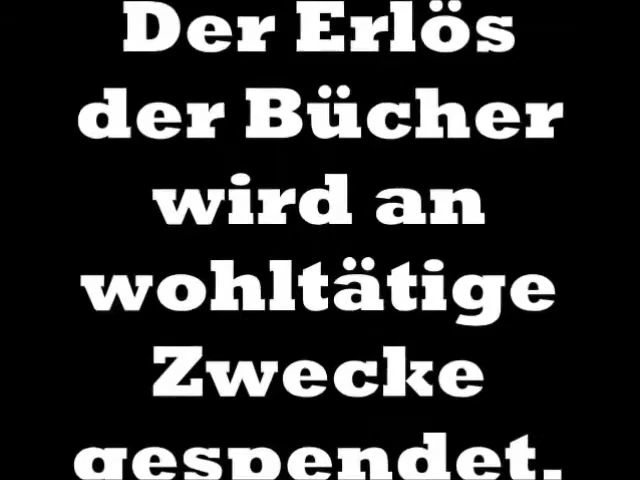 Der Erlös
der Bücher
wird an
wohltätige
Zwecke
gespendet.